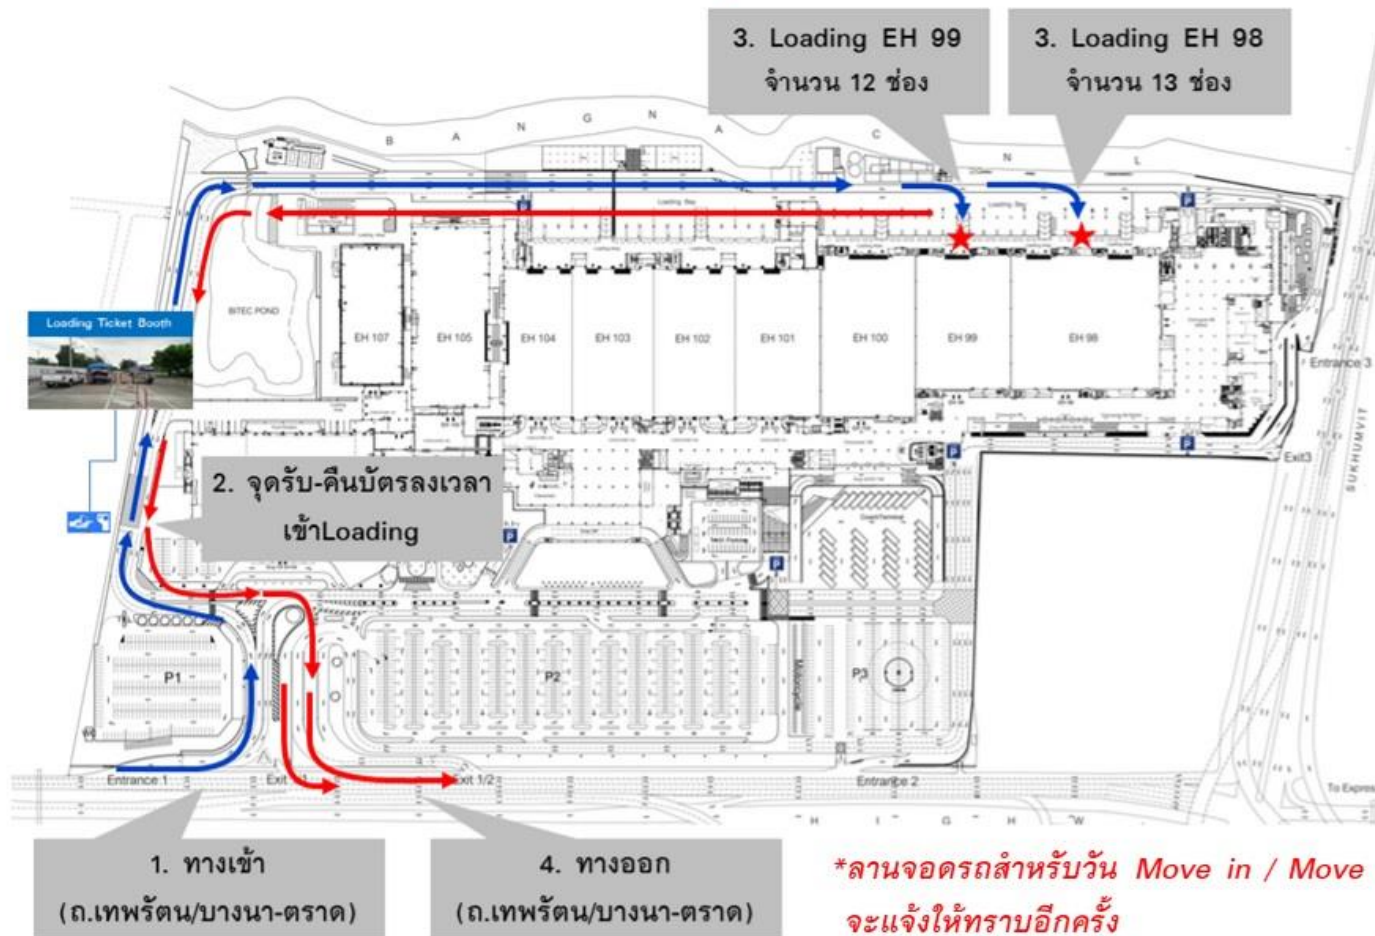 3. Loading EH 99
จำนวน 12 ช่อง
3. Loading EH 98
จำนวน 13 ช่อง
B A N G N A C N L
Loading Bay
Loading Bay
BITEC POND
Loading Ticket Booth
EH 107
EH 105
EH 104
EH 103
EH 102
EH 101
EH 100
EH 99
EH 98
Entrance 3
SUKHUMVIT
Exit3
2. จุดรับ-คืนบัตรลงเวลา
เข้าLoading
P1
P2
Motorcycle
P3
Entrance 1
Exit 1/2
Entrance 2
To Expres
H I G H W
1. ทางเข้า
(ถ.เทพรัตน/บางนา-ตราด)
4. ทางออก
(ถ.เทพรัตน/บางนา-ตราด)
*ลานจอดรถสำหรับวัน Move in / Move
จะแจ้งให้ทราบอีกครั้ง